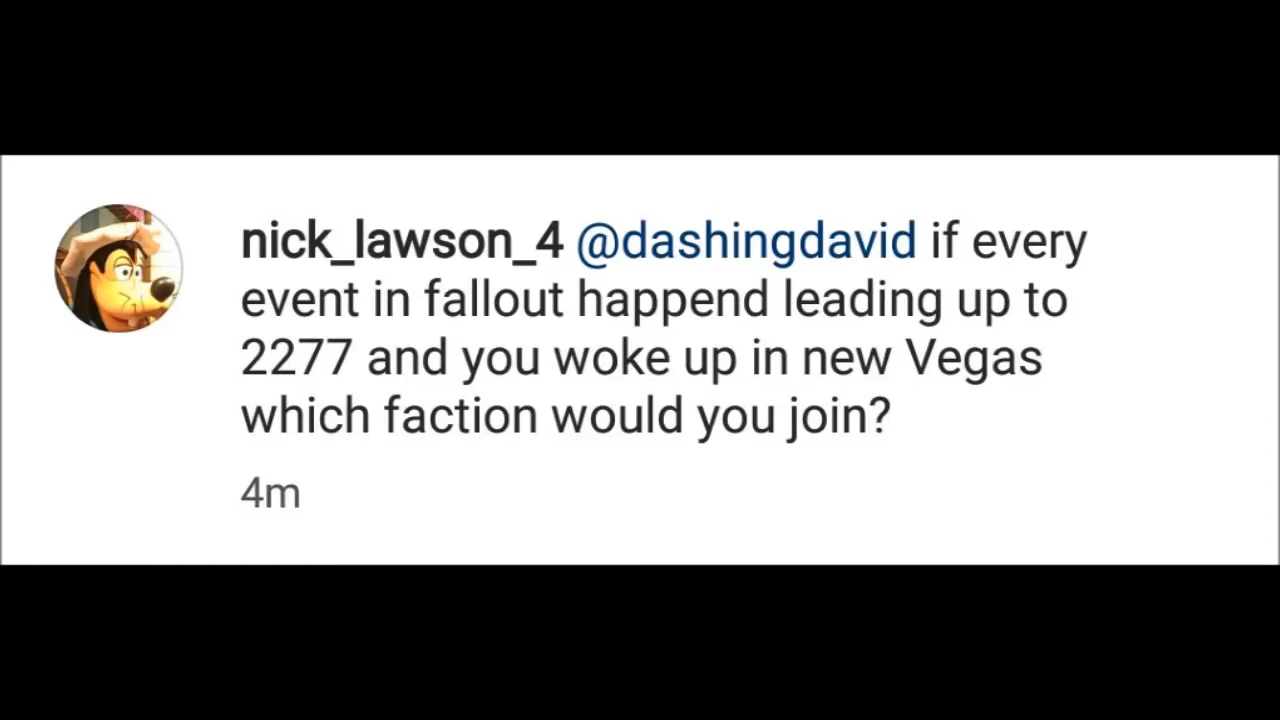 nick_lawson_4 @dashingdavid if every
event in fallout happend leading up to
2277 and you woke up in new Vegas
which faction would you join?
4m